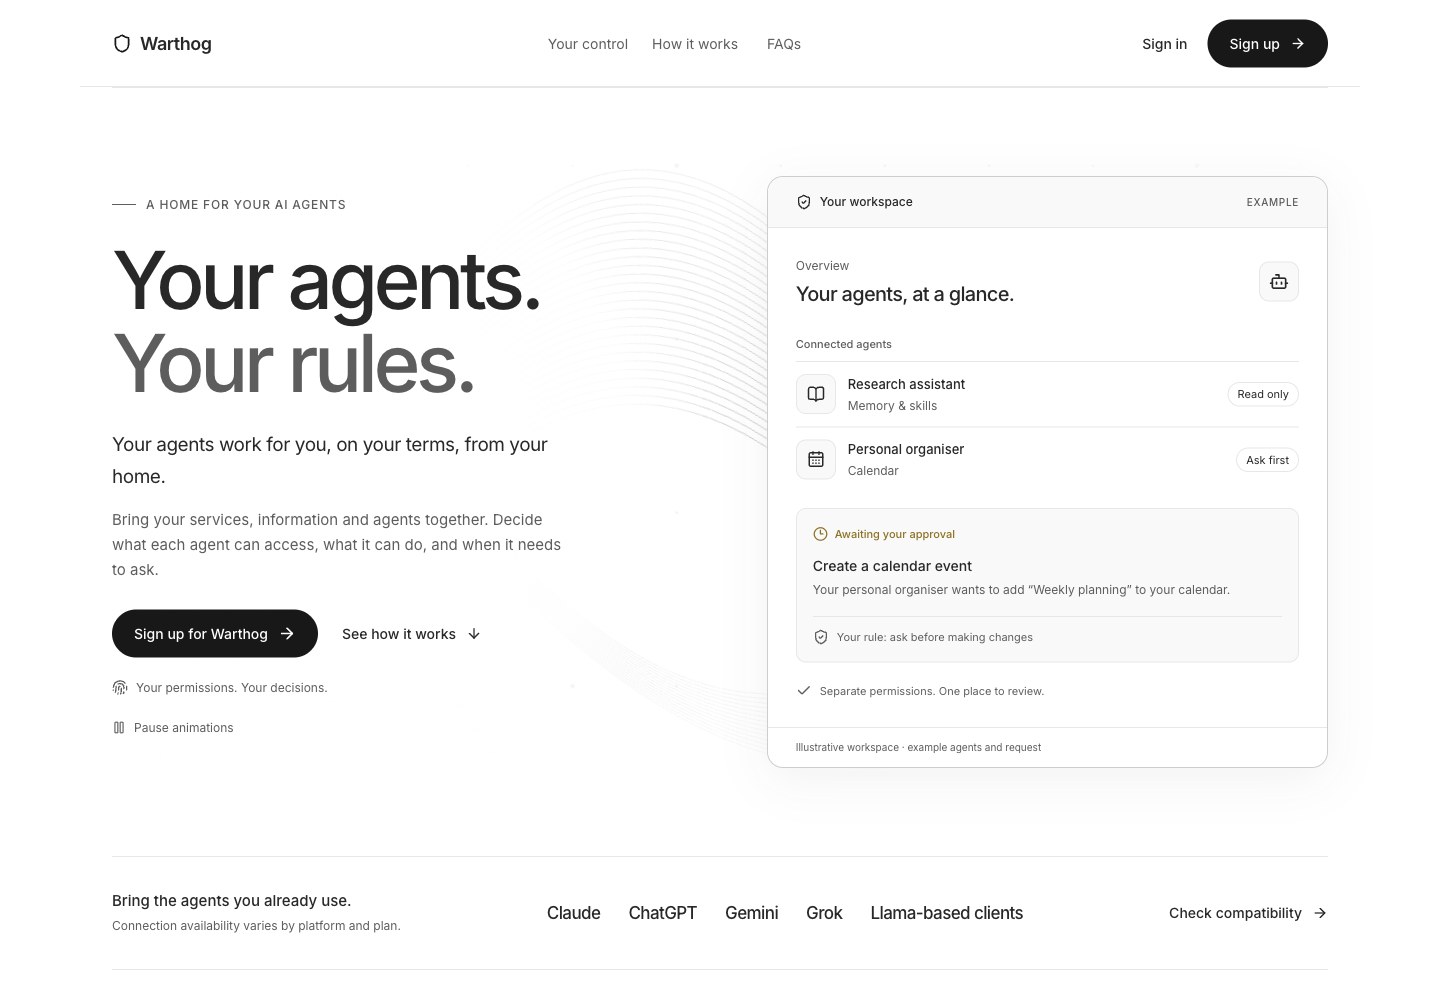 Warthog
Your control
How it works
FAQs
Sign in
Sign up
A HOME FOR YOUR AI AGENTS
Your agents.
Your rules.
Your agents work for you, on your terms, from your
home.
Bring your services, information and agents together. Decide
what each agent can access, what it can do, and when it needs
to ask.
Sign up for Warthog
See how it works
Your permissions. Your decisions.
Pause animations
Your workspace
EXAMPLE
Overview
Your agents, at a glance.
Connected agents
Research assistant
Memory & skills
Read only
Personal organiser
Calendar
Ask first
Awaiting your approval
Create a calendar event
Your personal organiser wants to add “Weekly planning” to your calendar.
Your rule: ask before making changes
Separate permissions. One place to review.
Illustrative workspace · example agents and request
Bring the agents you already use.
Connection availability varies by platform and plan.
Claude
ChatGPT
Gemini
Grok
Llama-based clients
Check compatibility